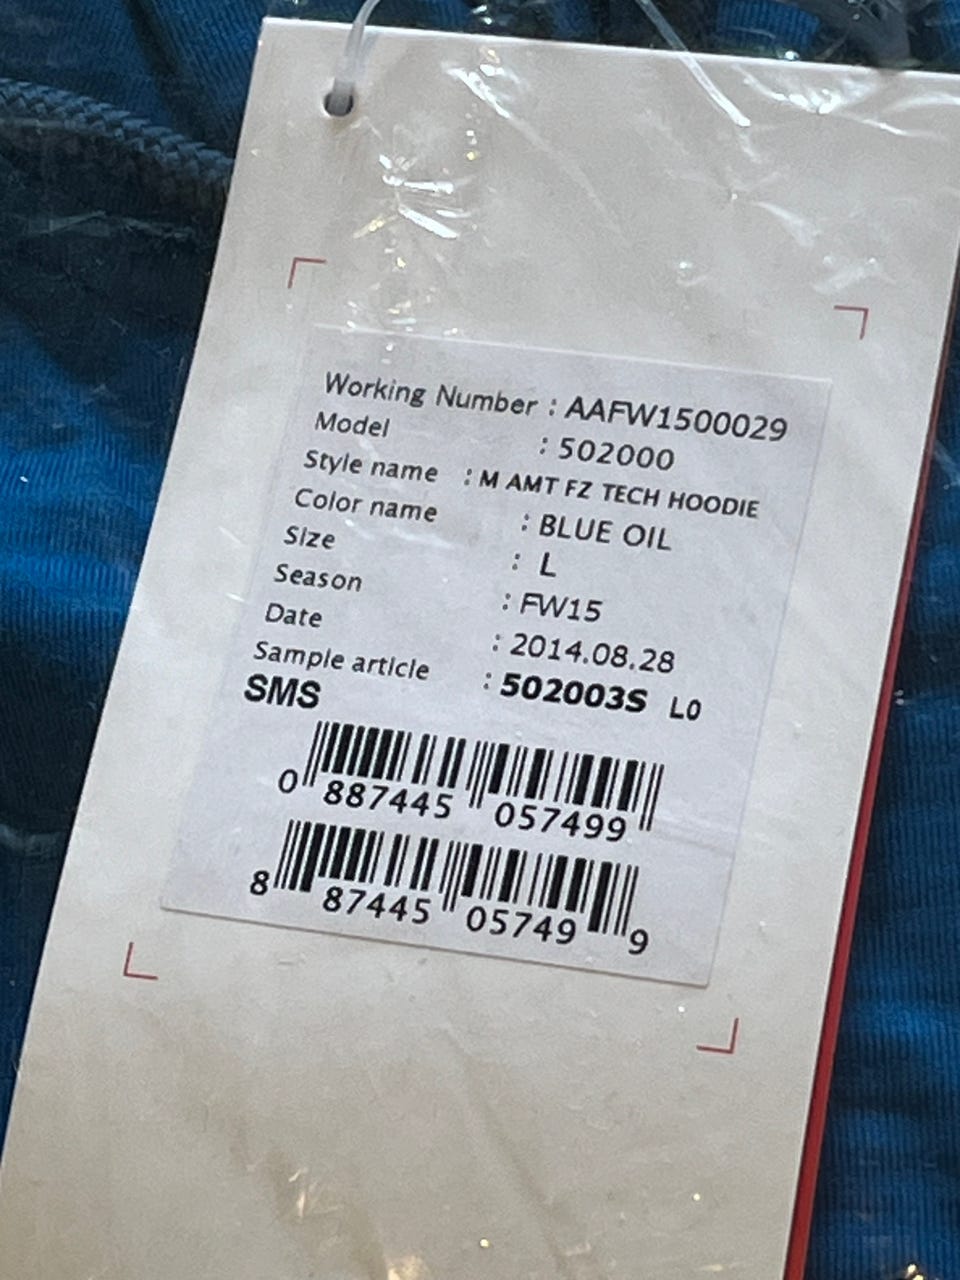 Working Number : AAFW1500029
Model : 502000
Style name : M AMT FZ TECH HOODIE
Color name : BLUE OIL
Size : L
Season : FW15
Date : 2014.08.28
Sample article : 502003S L0
SMS
0 887445 057499
8 87445 05749 9